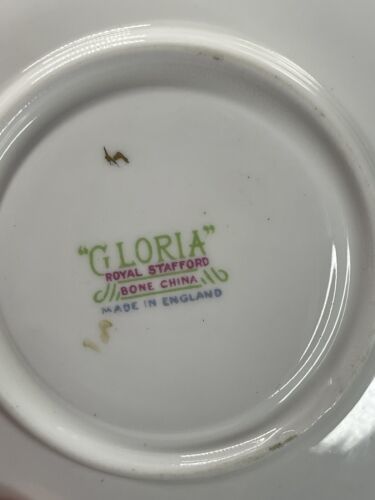 "GLORIA"
ROYAL STAFFORD
BONE CHINA
MADE IN ENGLAND